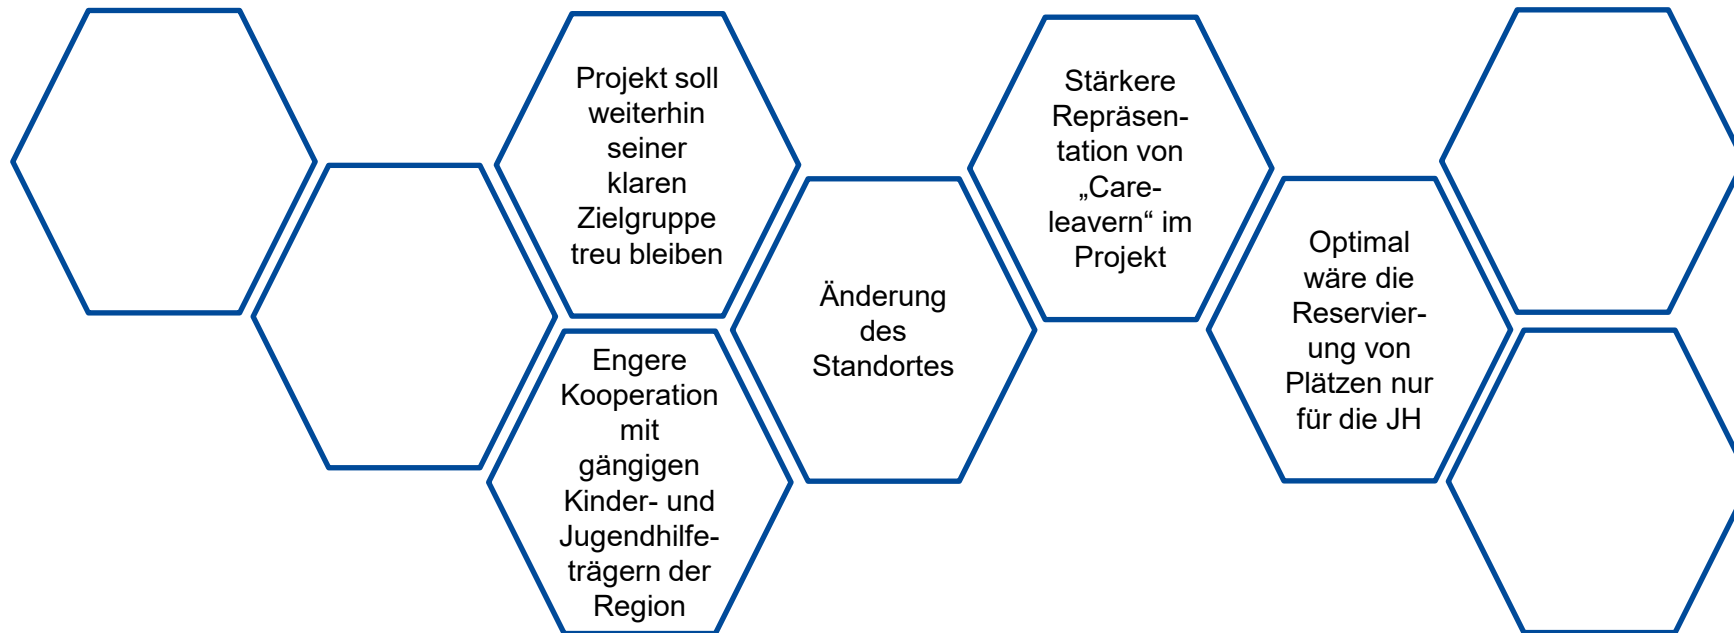 Projekt soll
weiterhin
seiner
klaren
Zielgruppe
treu bleiben
Engere
Kooperation
mit
gängigen
Kinder- und
Jugendhilfe-
trägern der
Region
Änderung
des
Standortes
Stärkere
Repräsen-
tation von
„Care-
leavern“ im
Projekt
Optimal
wäre die
Reservier-
ung von
Plätzen nur
für die JH